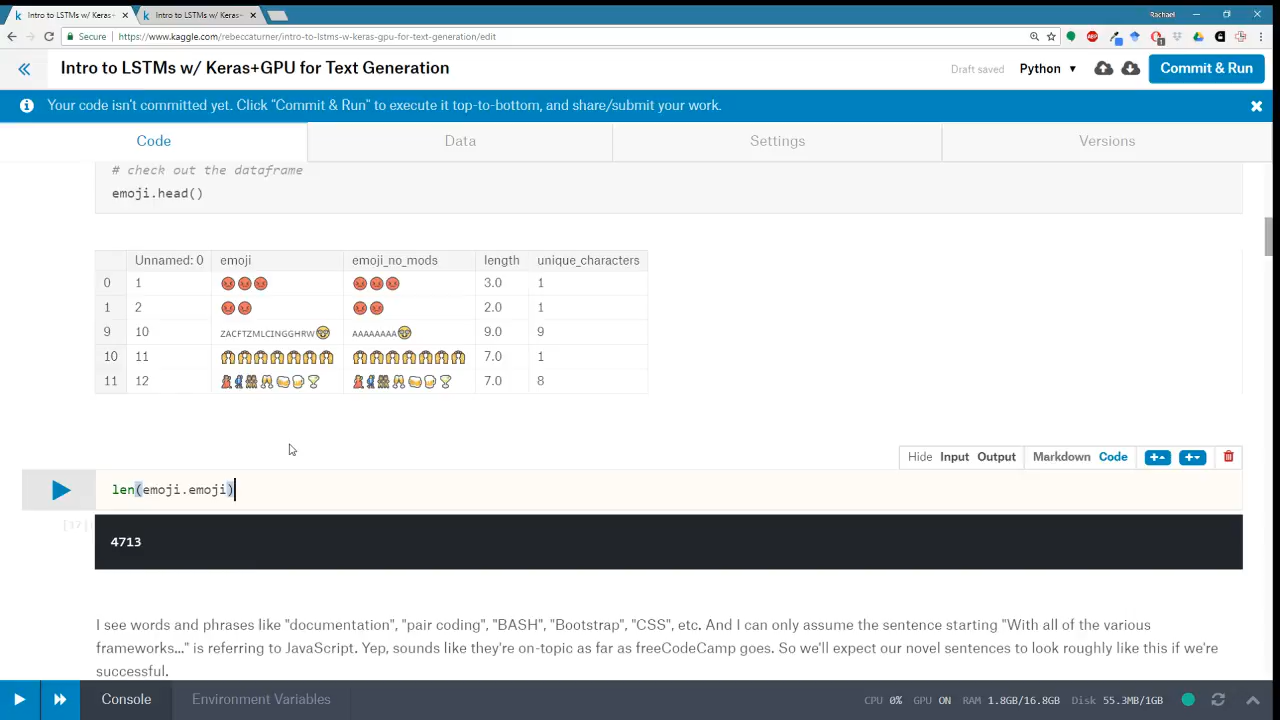 Intro to LSTMs w/ Keras- × Intro to LSTMs w/ Keras- × Rachael
Secure https://www.kaggle.com/rebeccaturner/intro-to-lstms-w-keras-gpu-for-text-generation/edit
Intro to LSTMs w/ Keras+GPU for Text Generation Draft saved Python Commit & Run
Your code isn't committed yet. Click "Commit & Run" to execute it top-to-bottom, and share/submit your work.
Code Data Settings Versions
# check out the dataframe
emoji.head()
Unnamed: 0 emoji emoji_no_mods length unique_characters
0 1 😡😡😡 😡😡😡 3.0 1
1 2 😡😡 😡😡 2.0 1
9 10 ZACFTZMLCINGGHRW🤓 AAAAAAAA🤓 9.0 9
10 11 7.0 1
11 12 7.0 8
Hide Input Output Markdown Code
len(emoji.emoji)
[17]
4713
I see words and phrases like "documentation", "pair coding", "BASH", "Bootstrap", "CSS", etc. And I can only assume the sentence starting "With all of the various
frameworks..." is referring to JavaScript. Yep, sounds like they're on-topic as far as freeCodeCamp goes. So we'll expect our novel sentences to look roughly like this if we're
successful.
Console Environment Variables CPU 0% GPU ON RAM 1.8GB/16.8GB Disk 55.3MB/1GB